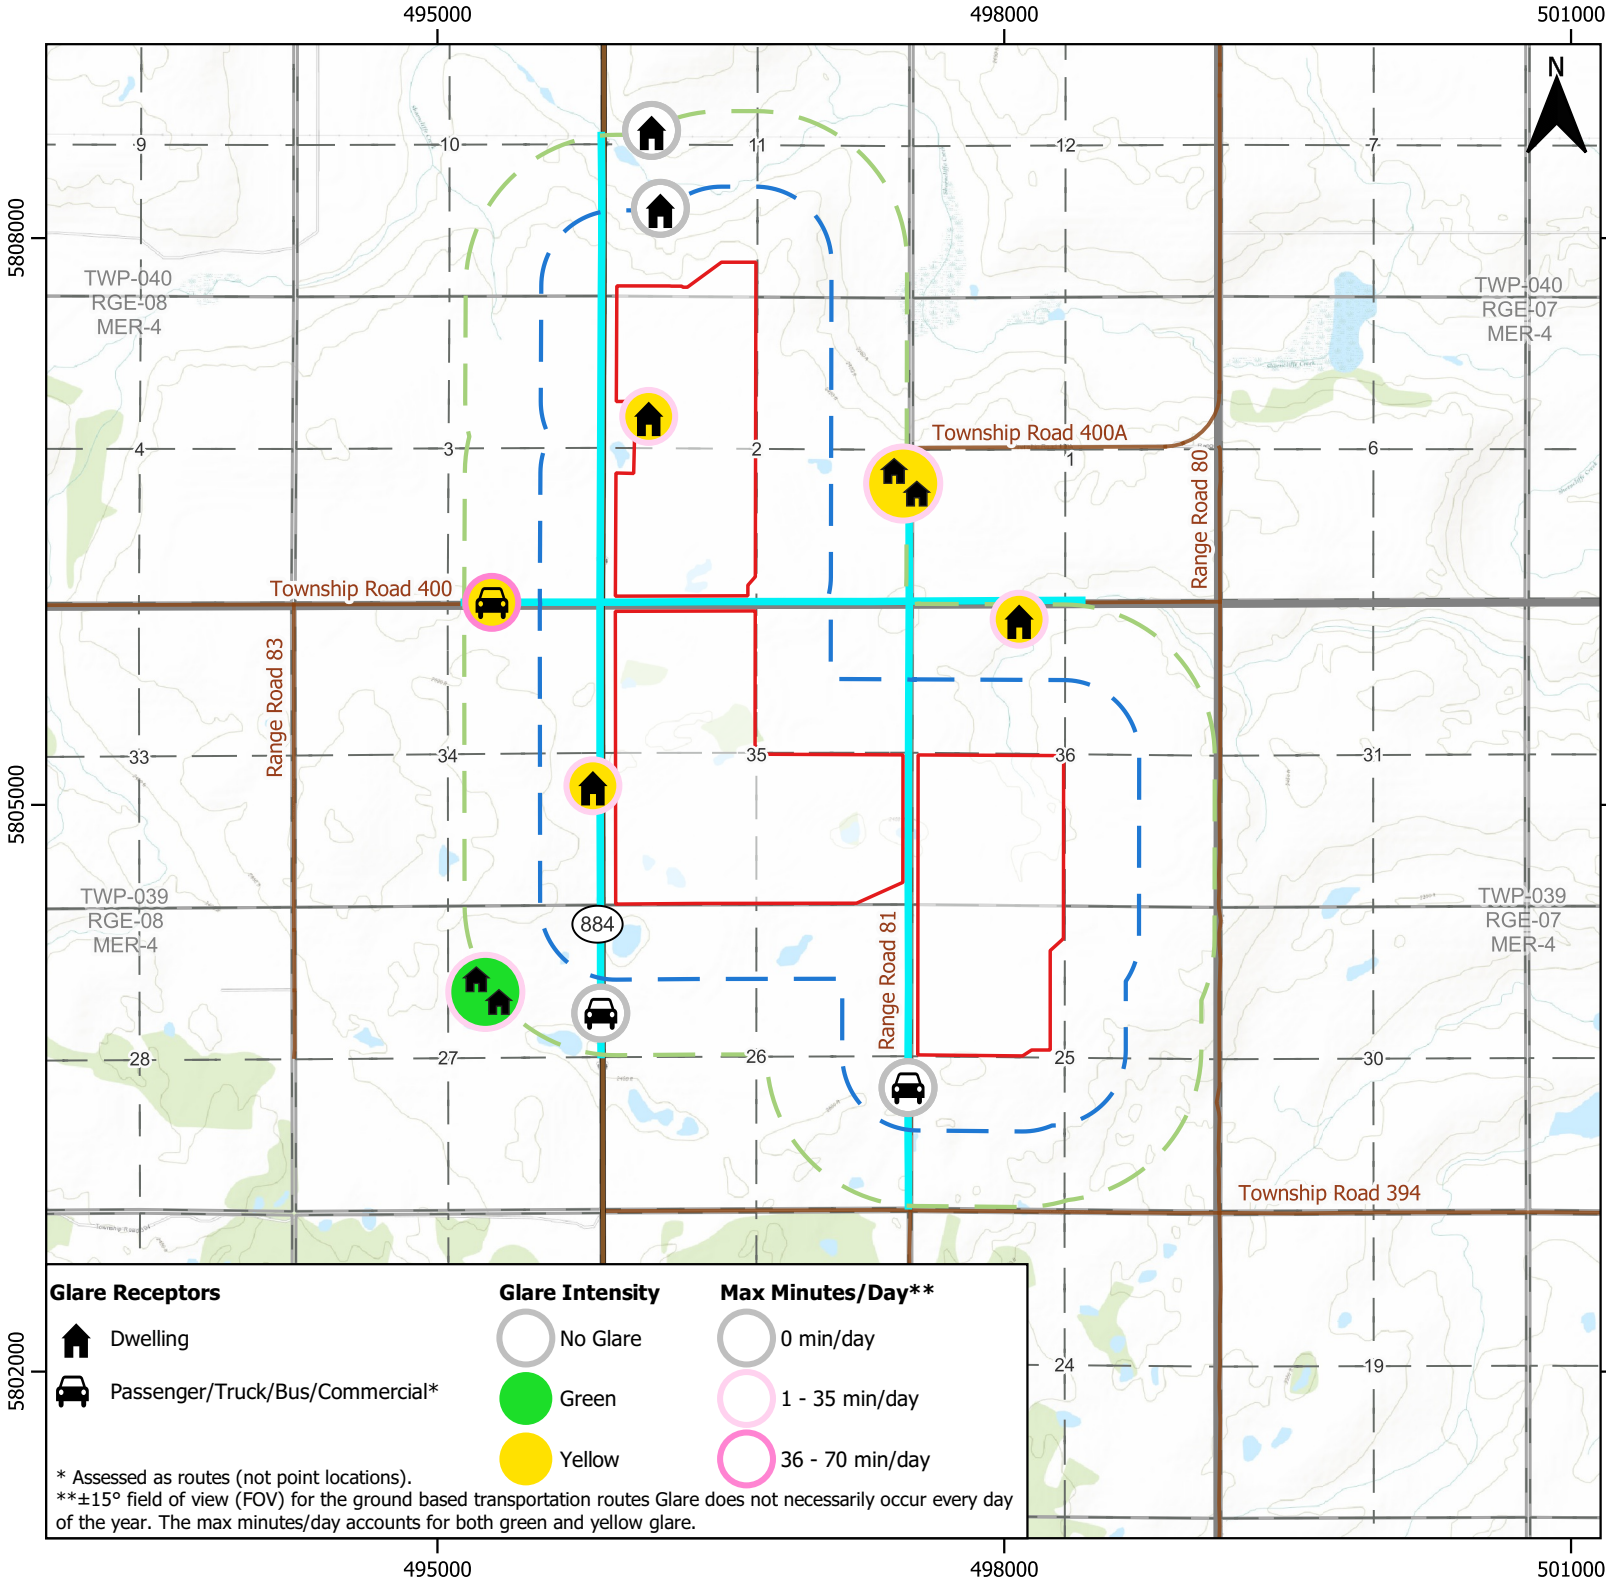 495000
498000
501000
N
9
10
11
12
7
5808000
TWP-040
RGE-08
MER-4
TWP-040
RGE-07
MER-4
Township Road 400A
4
3
2
1
6
Range Road 80
Township Road 400
Range Road 83
33
34
35
36
31
5805000
TWP-039
RGE-08
MER-4
884
Range Road 81
TWP-039
RGE-07
MER-4
28
27
26
25
30
Township Road 394
Glare Receptors
Dwelling
Passenger/Truck/Bus/Commercial*
Glare Intensity
No Glare
Green
Yellow
Max Minutes/Day**
0 min/day
1 - 35 min/day
36 - 70 min/day
* Assessed as routes (not point locations).
**±15° field of view (FOV) for the ground based transportation routes Glare does not necessarily occur every day
of the year. The max minutes/day accounts for both green and yellow glare.
24
19
5802000
495000
498000
501000